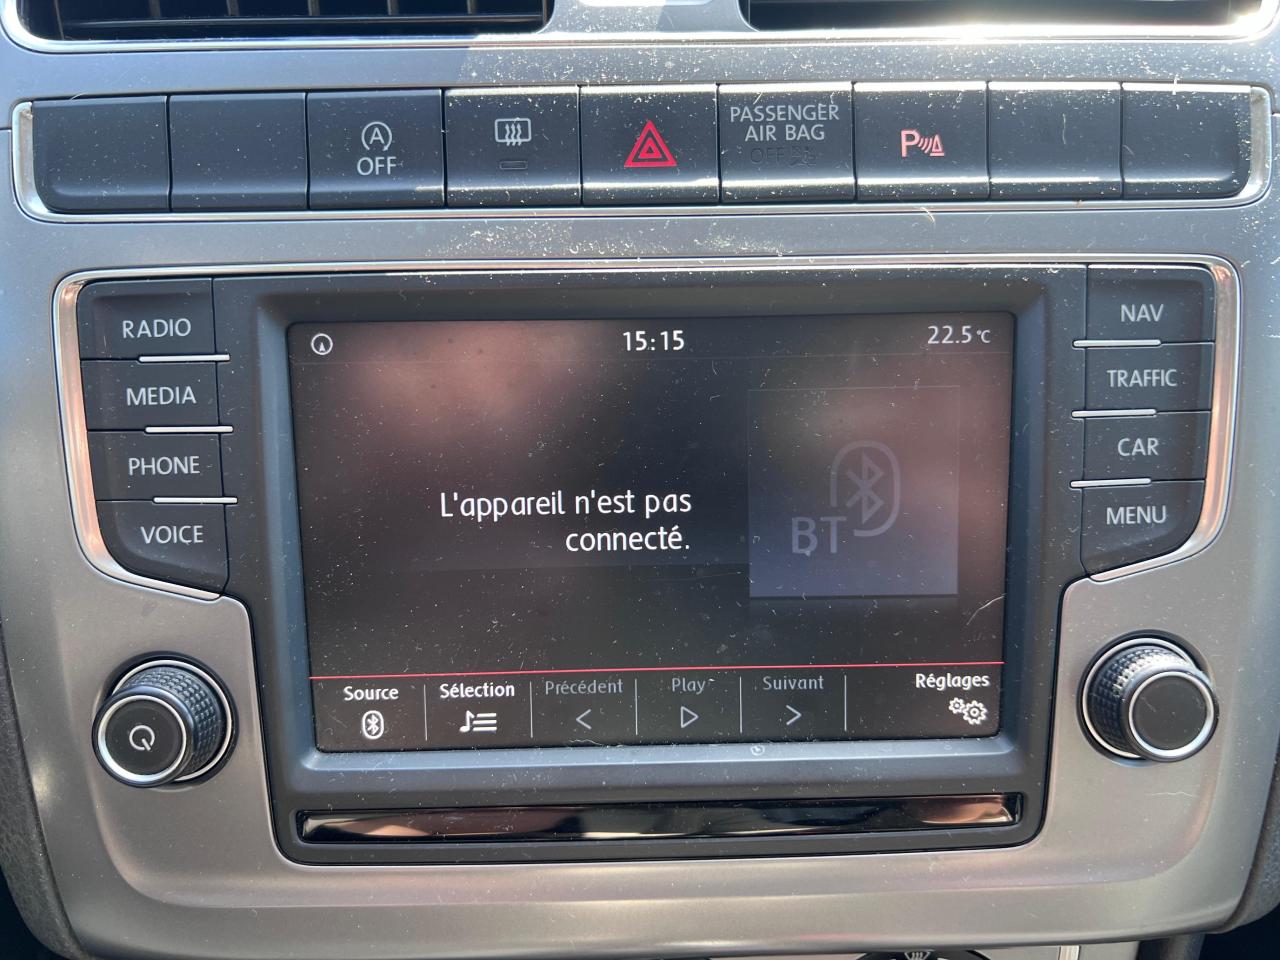 OFF
PASSENGER
AIR BAG
OFF
P
RADIO
MEDIA
PHONE
VOICE
15:15
22.5°C
L'appareil n'est pas
connecté.
BT
Source
Sélection
Précédent
Play
Suivant
Réglages
NAV
TRAFFIC
CAR
MENU